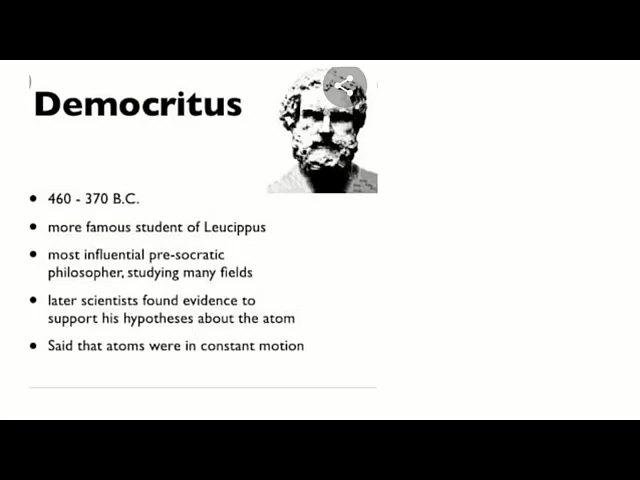 Democritus
• 460 - 370 B.C.
• more famous student of Leucippus
• most influential pre-socratic
philosopher, studying many fields
• later scientists found evidence to
support his hypotheses about the atom
• Said that atoms were in constant motion